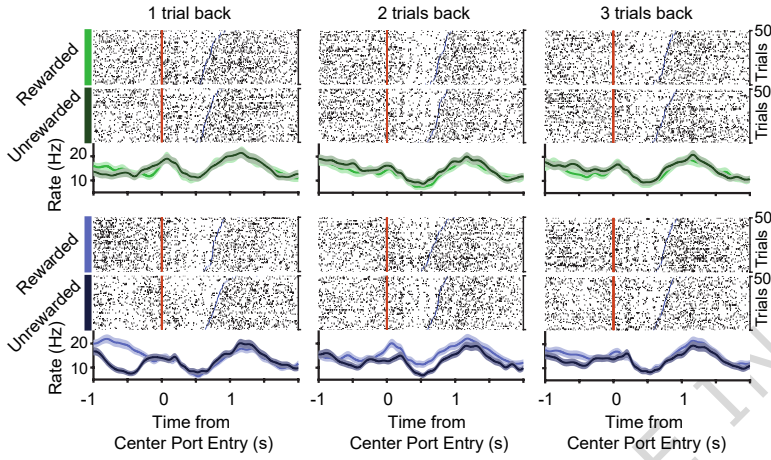 1 trial back 2 trials back 3 trials back
Rewarded
50
Trials
Unrewarded
50
Trials
Rate (Hz)
20
10
Rewarded
50
Trials
Unrewarded
50
Trials
Rate (Hz)
20
10
-1 0 1 -1 0 1 -1 0 1 2
Time from Time from Time from
Center Port Entry (s) Center Port Entry (s) Center Port Entry (s)